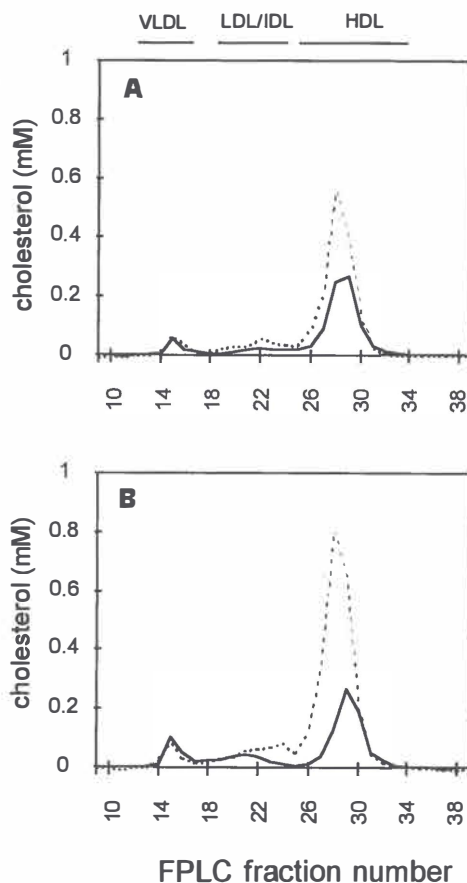 VLDL LDL/IDL HDL
A
cholesterol (mM)
1
0.8
0.6
0.4
0.2
0
10 14 18 22 26 30 34 38
B
cholesterol (mM)
1
0.8
0.6
0.4
0.2
0
10 14 18 22 26 30 34 38
FPLC fraction number